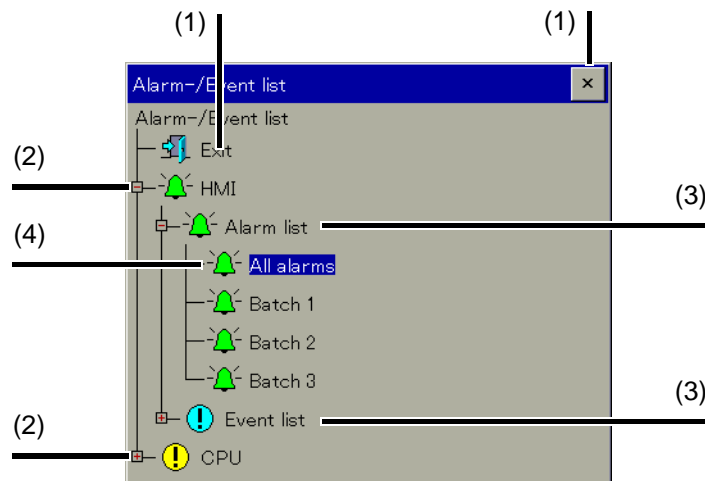 (1) (1)
Alarm-/Event list ×
Alarm-/Event list
Exit
(2)
HMI
(3)
Alarm list
(4)
All alarms
Batch 1
Batch 2
Batch 3
(3)
Event list
(2)
CPU